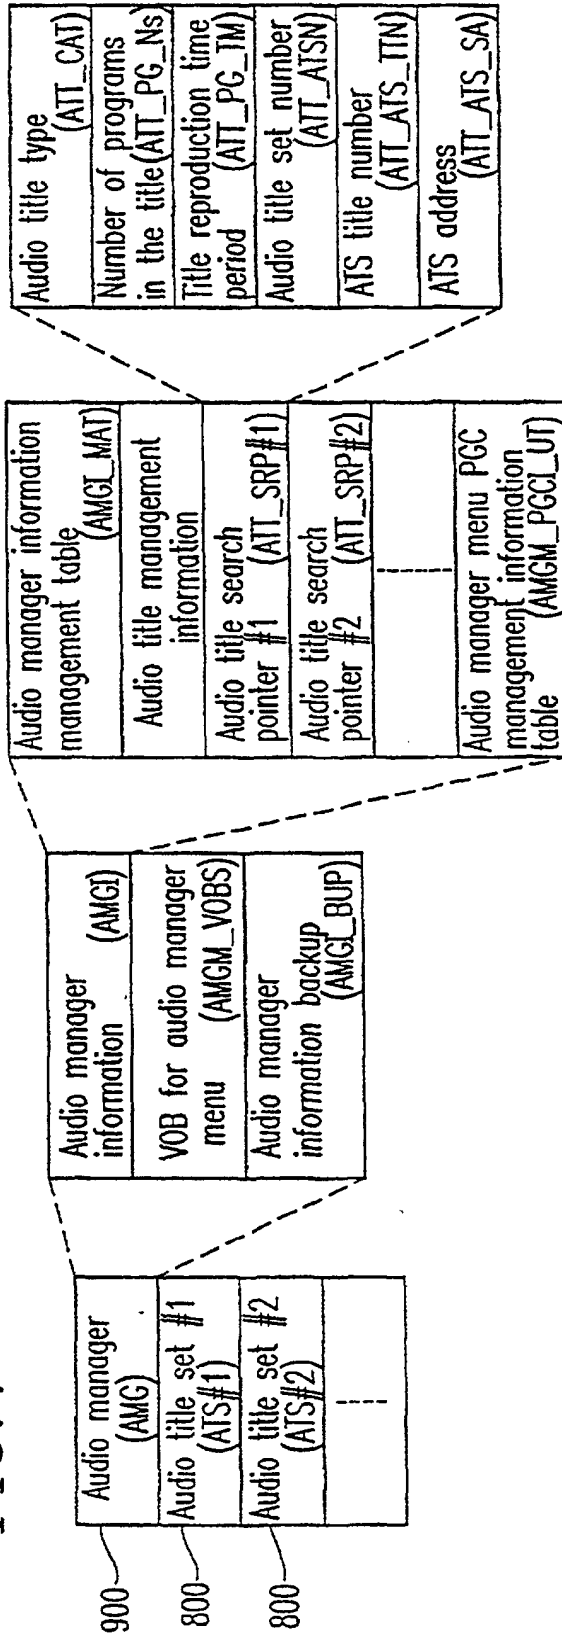 900
Audio manager
(AMG)
800
Audio title set #1
(ATS#1)
800
Audio title set #2
(ATS#2)
Audio manager
information (AMGI)
VOB for audio manager
menu (AMGM_VOBS)
Audio manager
information backup
(AMGI_BUP)
Audio manager information
management table
(AMGI_MAT)
Audio title management
information
Audio title search
pointer #1 (ATT_SRP#1)
Audio title search
pointer #2 (ATT_SRP#2)
Audio manager menu PGC
management information
table (AMGM_PGCI_UT)
Audio title type
(ATT_CAT)
Number of programs
in the title(ATT_PG_Ns)
Title reproduction time
period (ATT_PG_TM)
Audio title set number
(ATT_ATSN)
ATS title number
(ATT_ATS_TTN)
ATS address
(ATT_ATS_SA)